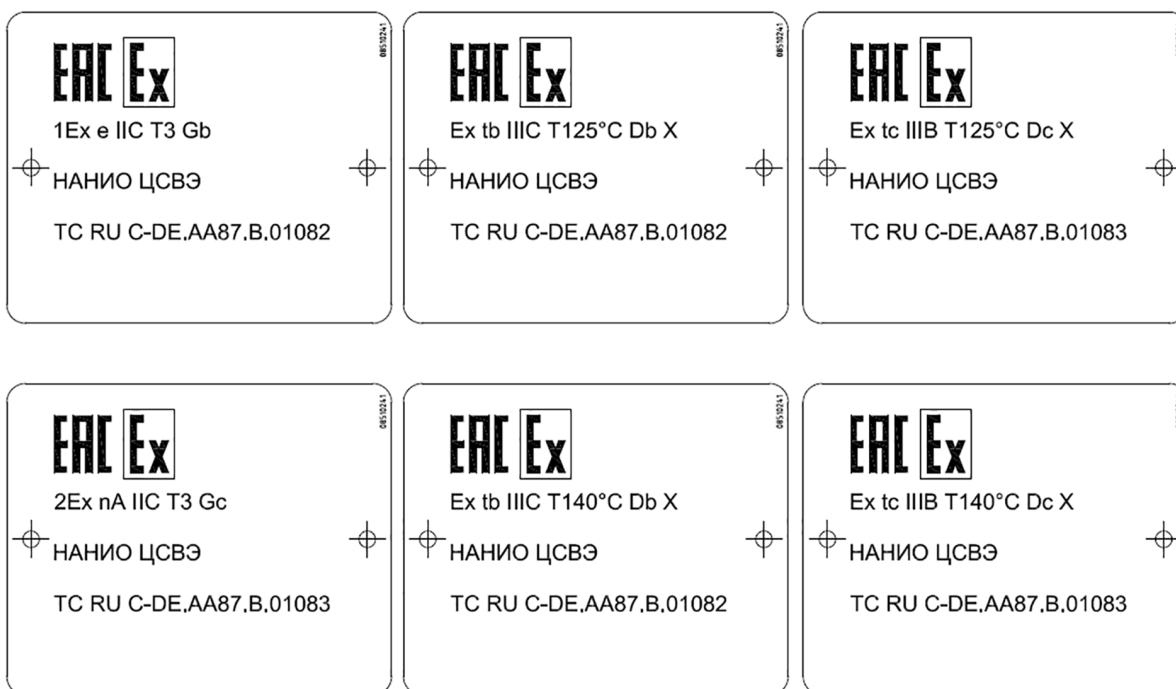 EAC Ex
08510241
1Ex e IIC T3 Gb
НАНИО ЦСВЭ
TC RU C-DE.AA87.B.01082
EAC Ex
08510241
Ex tb IIIC T125°C Db X
НАНИО ЦСВЭ
TC RU C-DE.AA87.B.01082
EAC Ex
Ex tc IIIB T125°C Dc X
НАНИО ЦСВЭ
TC RU C-DE.AA87.B.01083
EAC Ex
08510241
2Ex nA IIC T3 Gc
НАНИО ЦСВЭ
TC RU C-DE.AA87.B.01083
EAC Ex
08510241
Ex tb IIIC T140°C Db X
НАНИО ЦСВЭ
TC RU C-DE.AA87.B.01082
EAC Ex
Ex tc IIIB T140°C Dc X
НАНИО ЦСВЭ
TC RU C-DE.AA87.B.01083